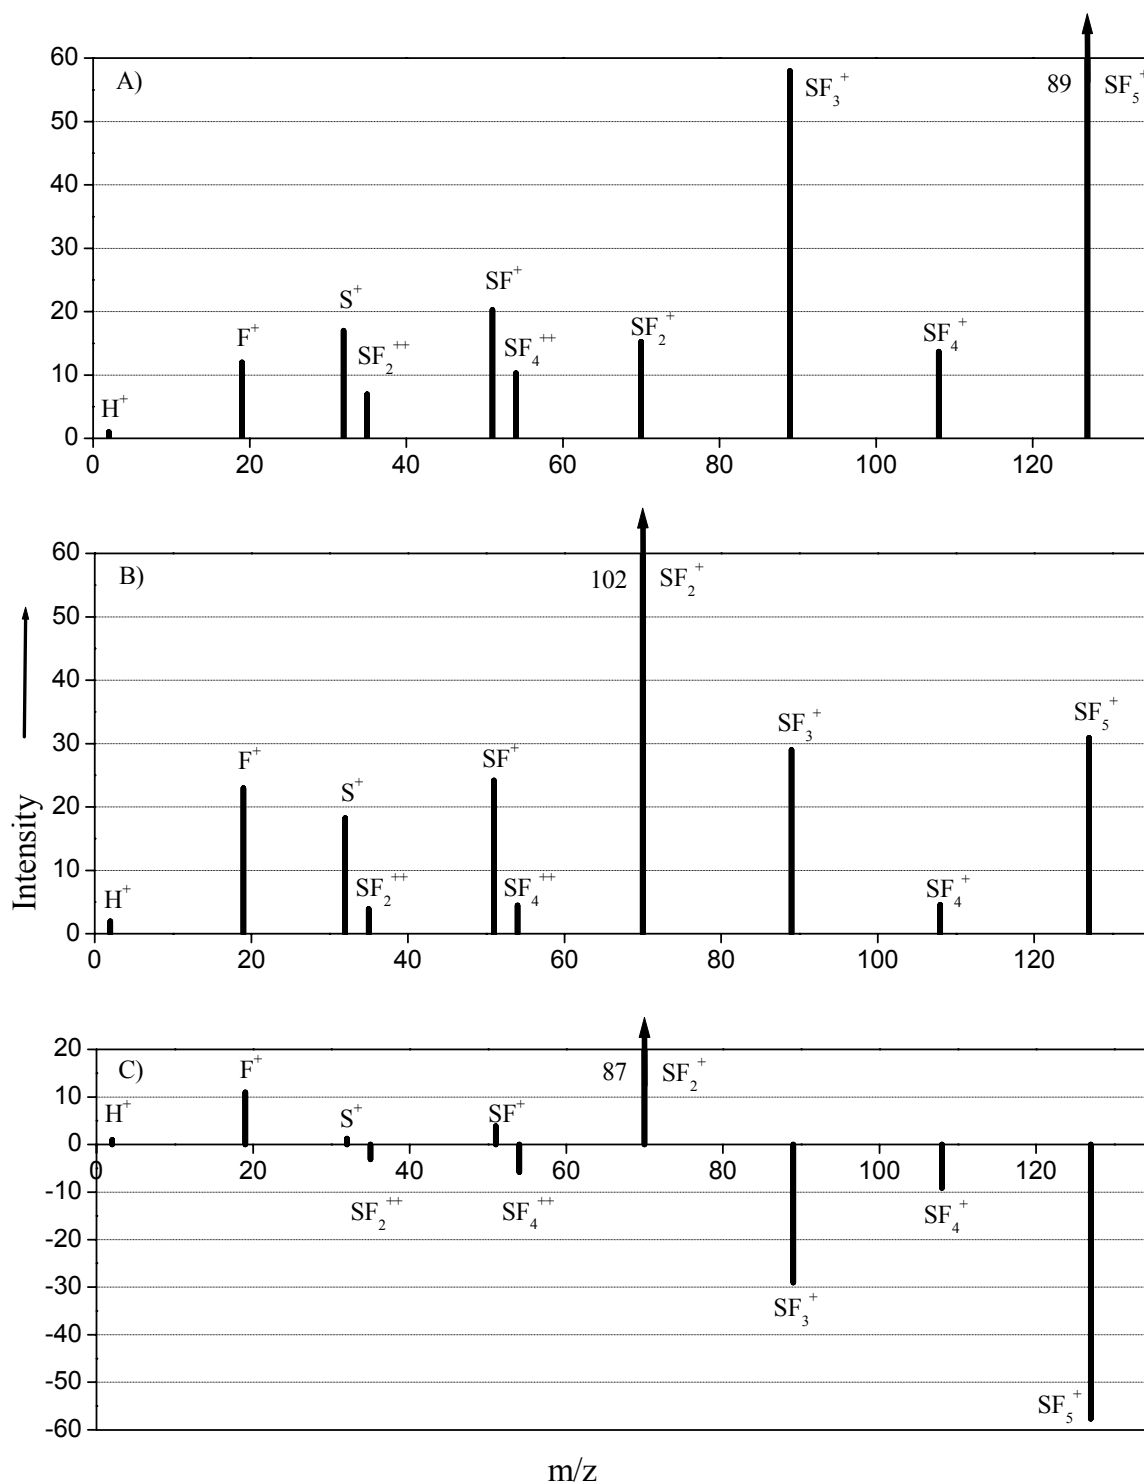 60
A)
SF₃⁺
89
SF₅⁺
50
40
30
20
S⁺
SF⁺
F⁺
SF₂⁺⁺
SF₄⁺⁺
SF₂⁺
SF₄⁺
10
H⁺
0
0 20 40 60 80 100 120
60
B)
102
SF₂⁺
50
40
30
SF₃⁺
SF₅⁺
F⁺
SF⁺
20
S⁺
10
H⁺
SF₂⁺⁺
SF₄⁺⁺
SF₄⁺
0
0 20 40 60 80 100 120
Intensity
20
C)
F⁺
87
SF₂⁺
10
H⁺
S⁺
SF⁺
0
0 20 40 60 80 100 120
-10
SF₂⁺⁺
SF₄⁺⁺
SF₄⁺
-20
-30
SF₃⁺
-40
-50
SF₅⁺
-60
m/z